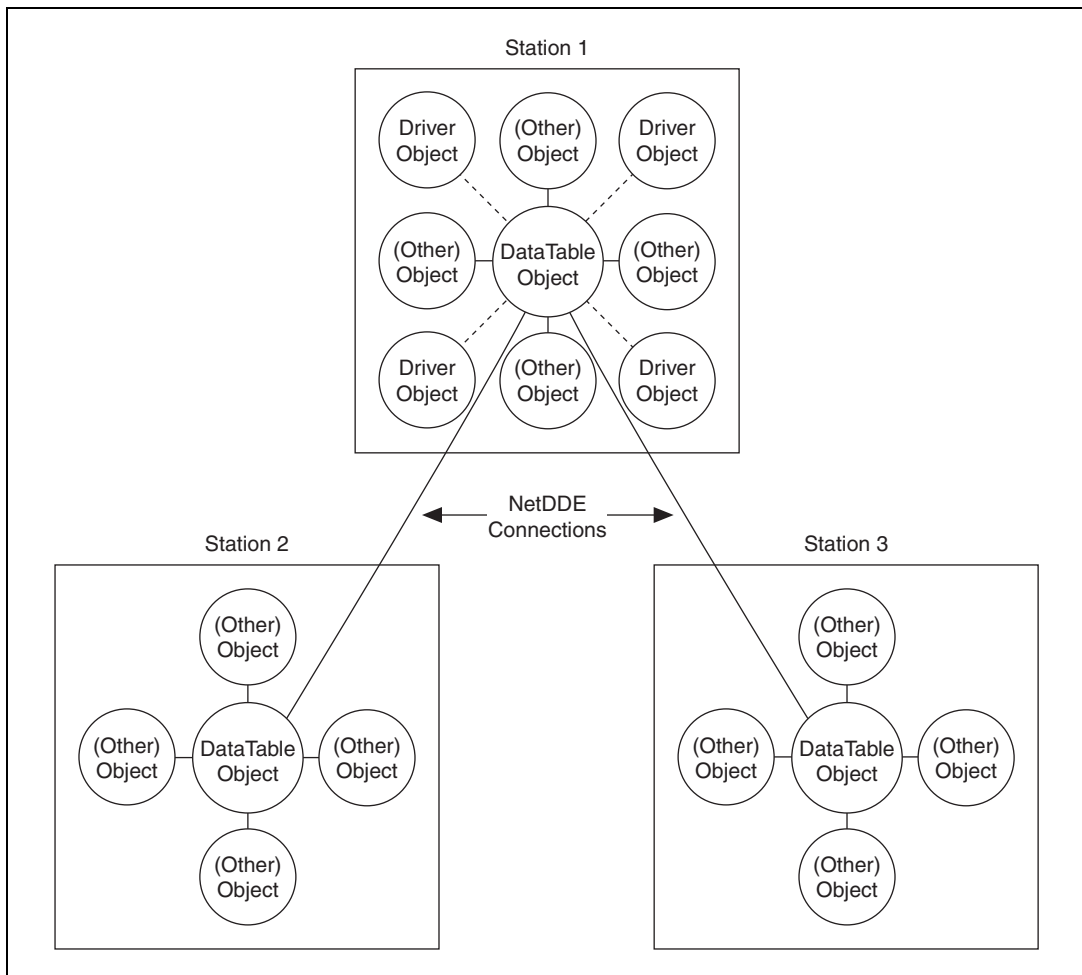 Station 1
Driver
Object
(Other)
Object
Driver
Object
(Other)
Object
DataTable
Object
(Other)
Object
Driver
Object
(Other)
Object
Driver
Object
NetDDE
Connections
Station 2
(Other)
Object
(Other)
Object
DataTable
Object
(Other)
Object
(Other)
Object
Station 3
(Other)
Object
(Other)
Object
DataTable
Object
(Other)
Object
(Other)
Object